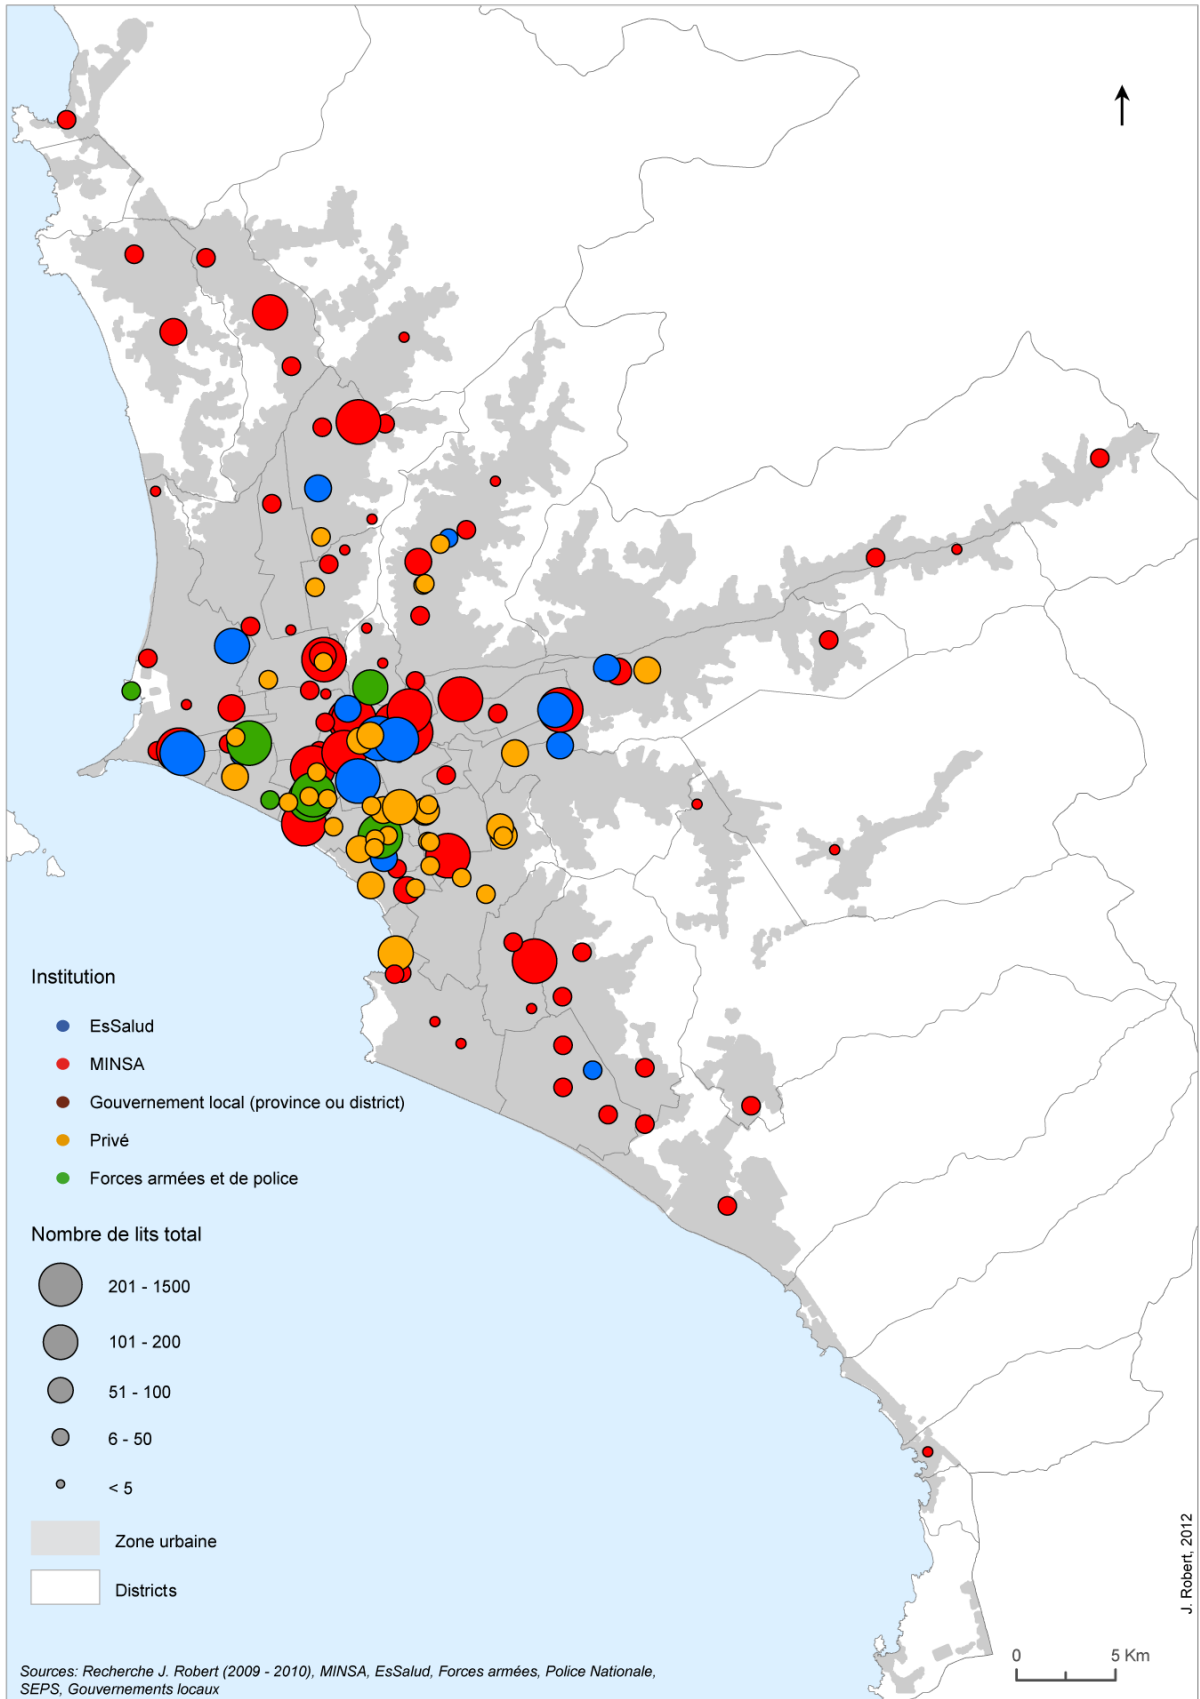 Institution
EsSalud
MINSA
Gouvernement local (province ou district)
Privé
Forces armées et de police
Nombre de lits total
201 - 1500
101 - 200
51 - 100
6 - 50
< 5
Zone urbaine
Districts
J. Robert, 2012
0 5 Km
Sources: Recherche J. Robert (2009 - 2010), MINSA, EsSalud, Forces armées, Police Nationale,
SEPS, Gouvernements locaux